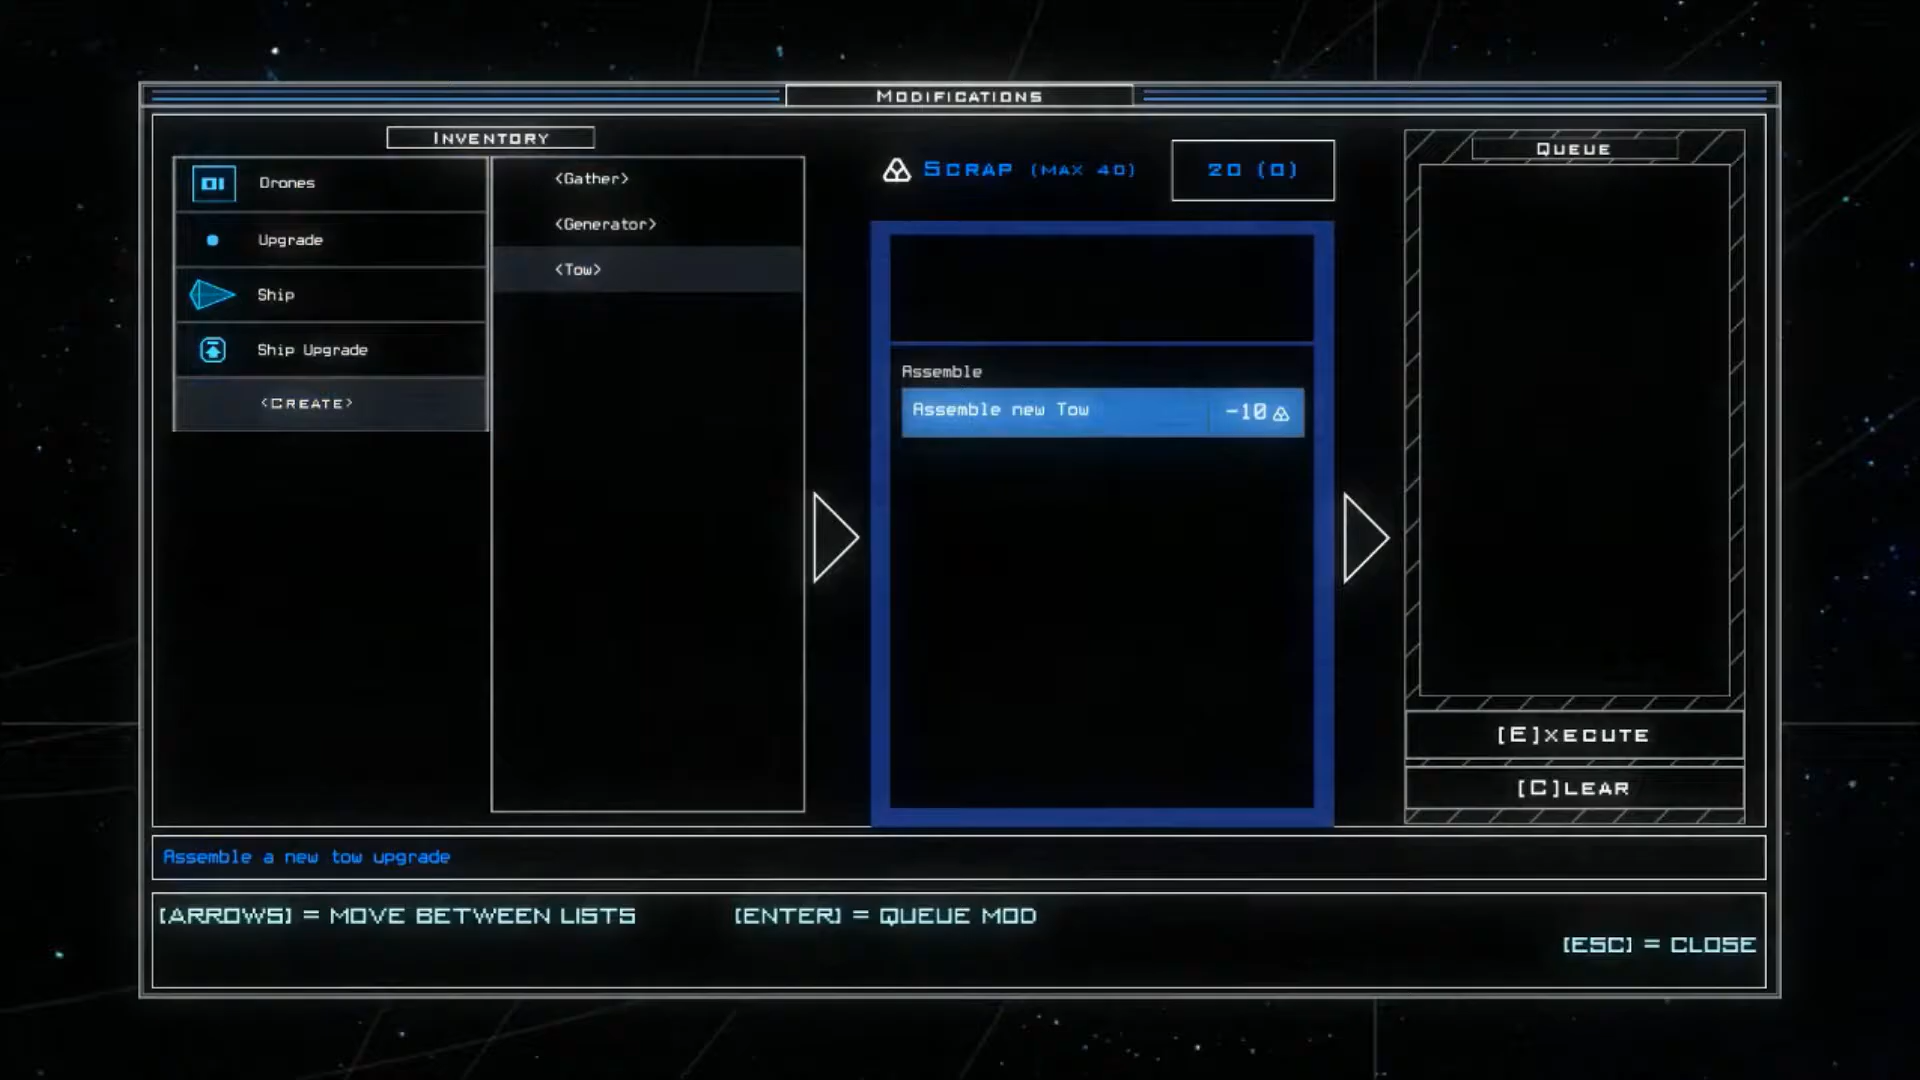 MODIFICATIONS
INVENTORY
01 Drones
Upgrade
Ship
Ship Upgrade
<CREATE>
<Gather>
<Generator>
<Tow>
SCRAP (MAX 40)
20 (0)
Assemble
Assemble new Tow -10
QUEUE
[E]XECUTE
[C]LEAR
Assemble a new tow upgrade
[ARROWS] = MOVE BETWEEN LISTS [ENTER] = QUEUE MOD
[ESC] = CLOSE